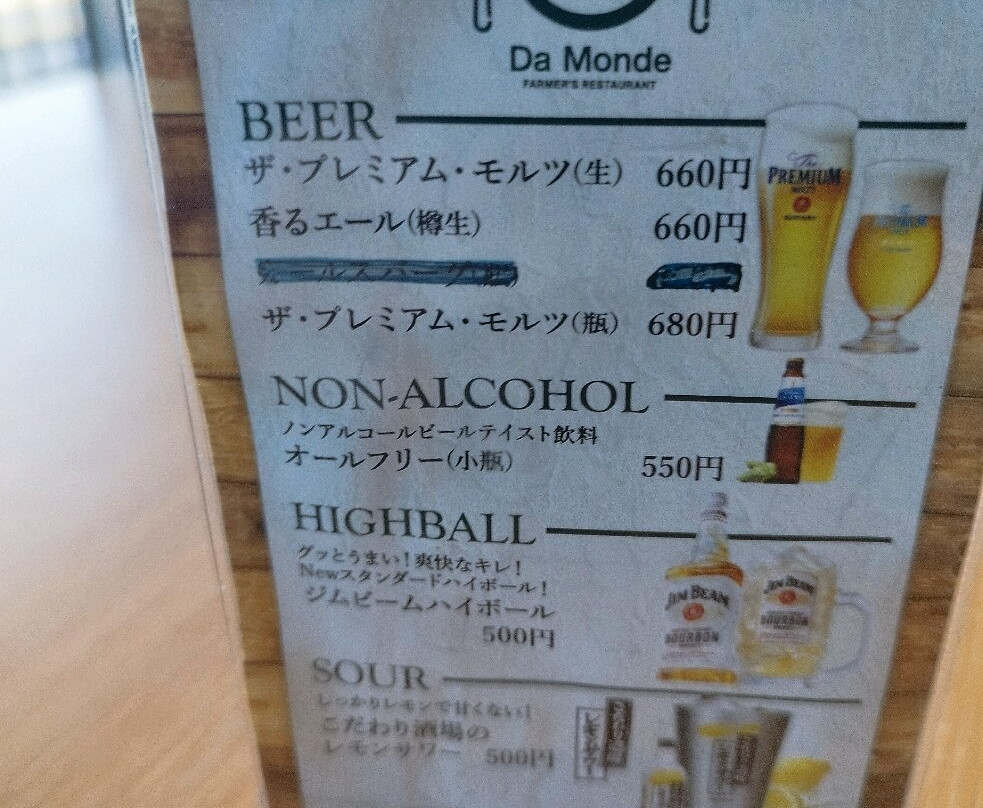 Da Monde
FARMER'S RESTAURANT
BEER
ザ・プレミアム・モルツ(生) 660円
香るエール(樽生) 660円
ザ・プレミアム・モルツ(瓶) 680円
The PREMIUM
NON-ALCOHOL
ノンアルコールビールテイスト飲料
オールフリー(小瓶) 550円
HIGHBALL
グッとうまい!爽快なキレ!
Newスタンダードハイボール!
ジムビームハイボール
500円
JIM BEAM
BOURBON
JIM BEAM
BOURBON
SOUR
しっかりレモンで甘くない!
こだわり酒場の
レモンサワー 500円
レモンサワー